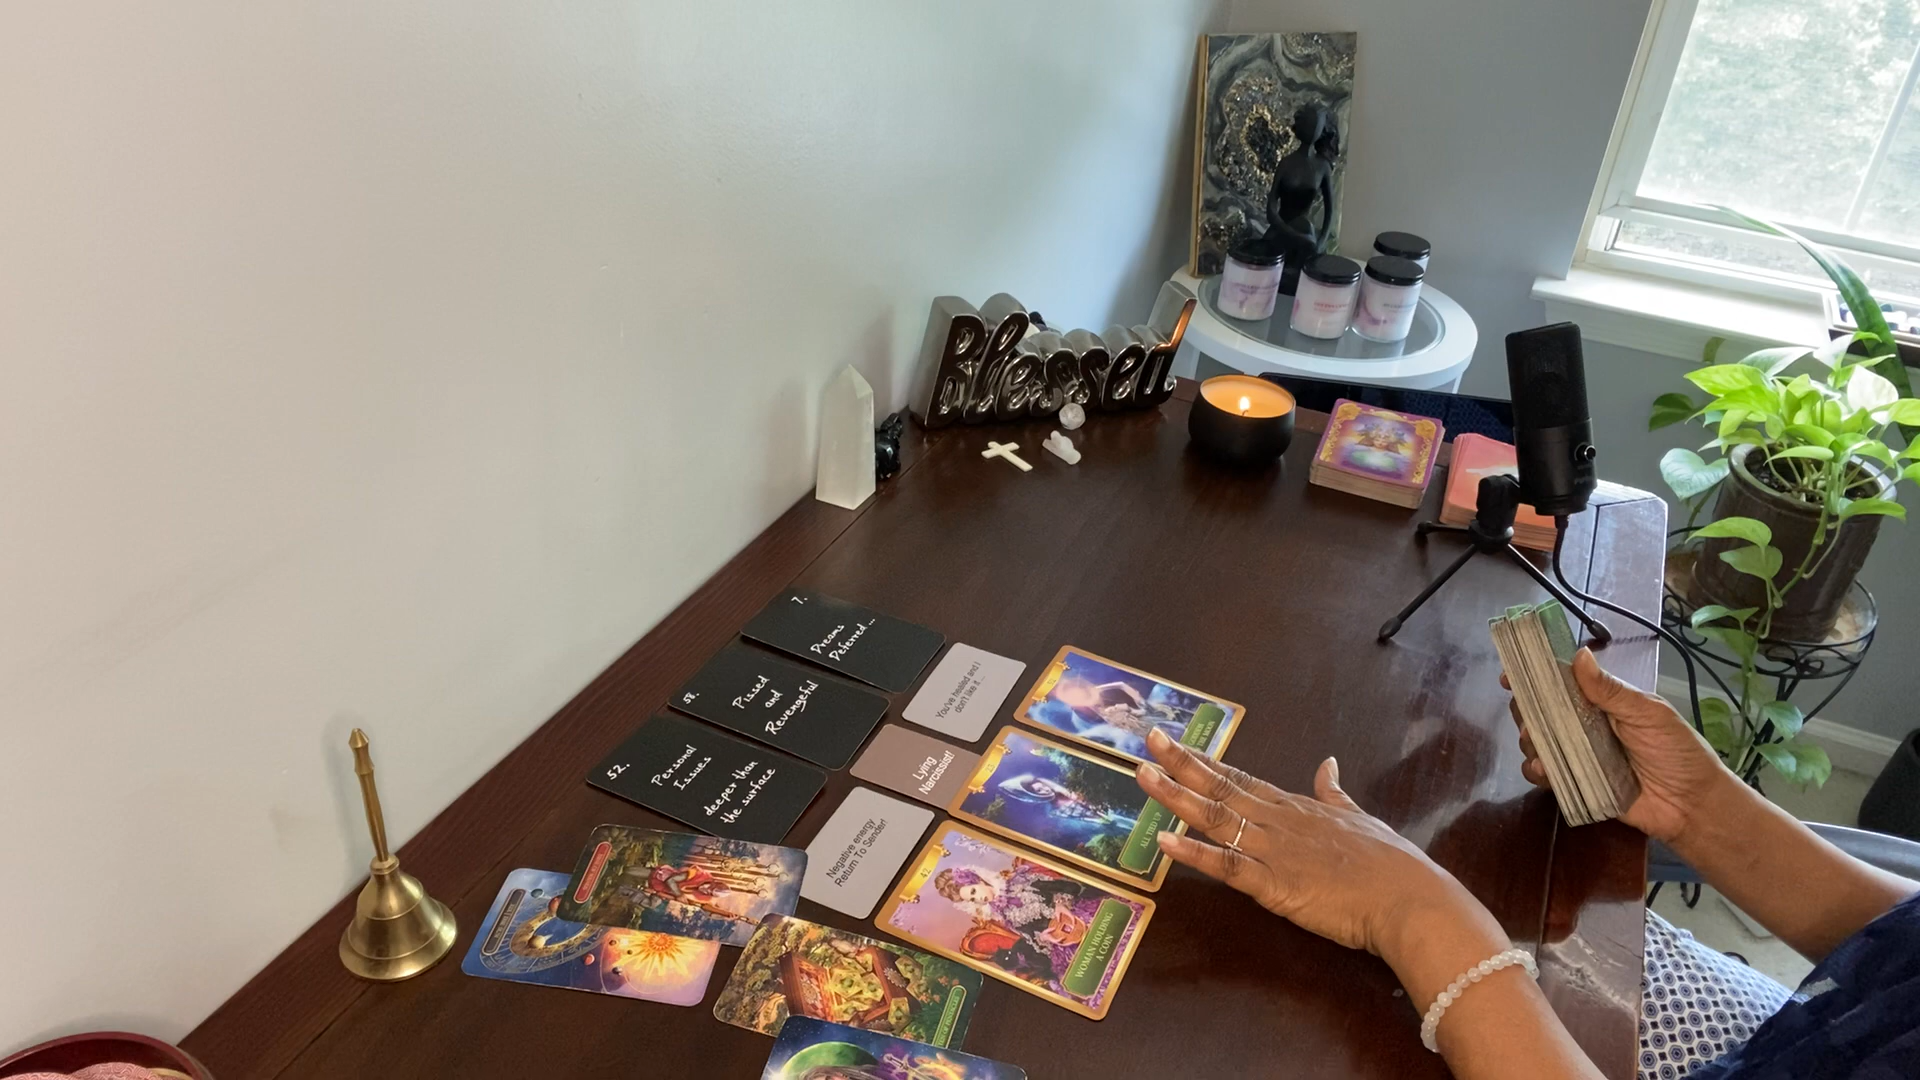 Blessed
7.
Dreams
Deferred...
58.
Pissed
and
Revengeful
52.
Personal
Issues
deeper than
the surface
You've healed and I
don't like it...
Lying
Narcissist!
Negative energy
Return To Sender!
ALL TIED UP
42
WOMAN HOLDING
A COIN